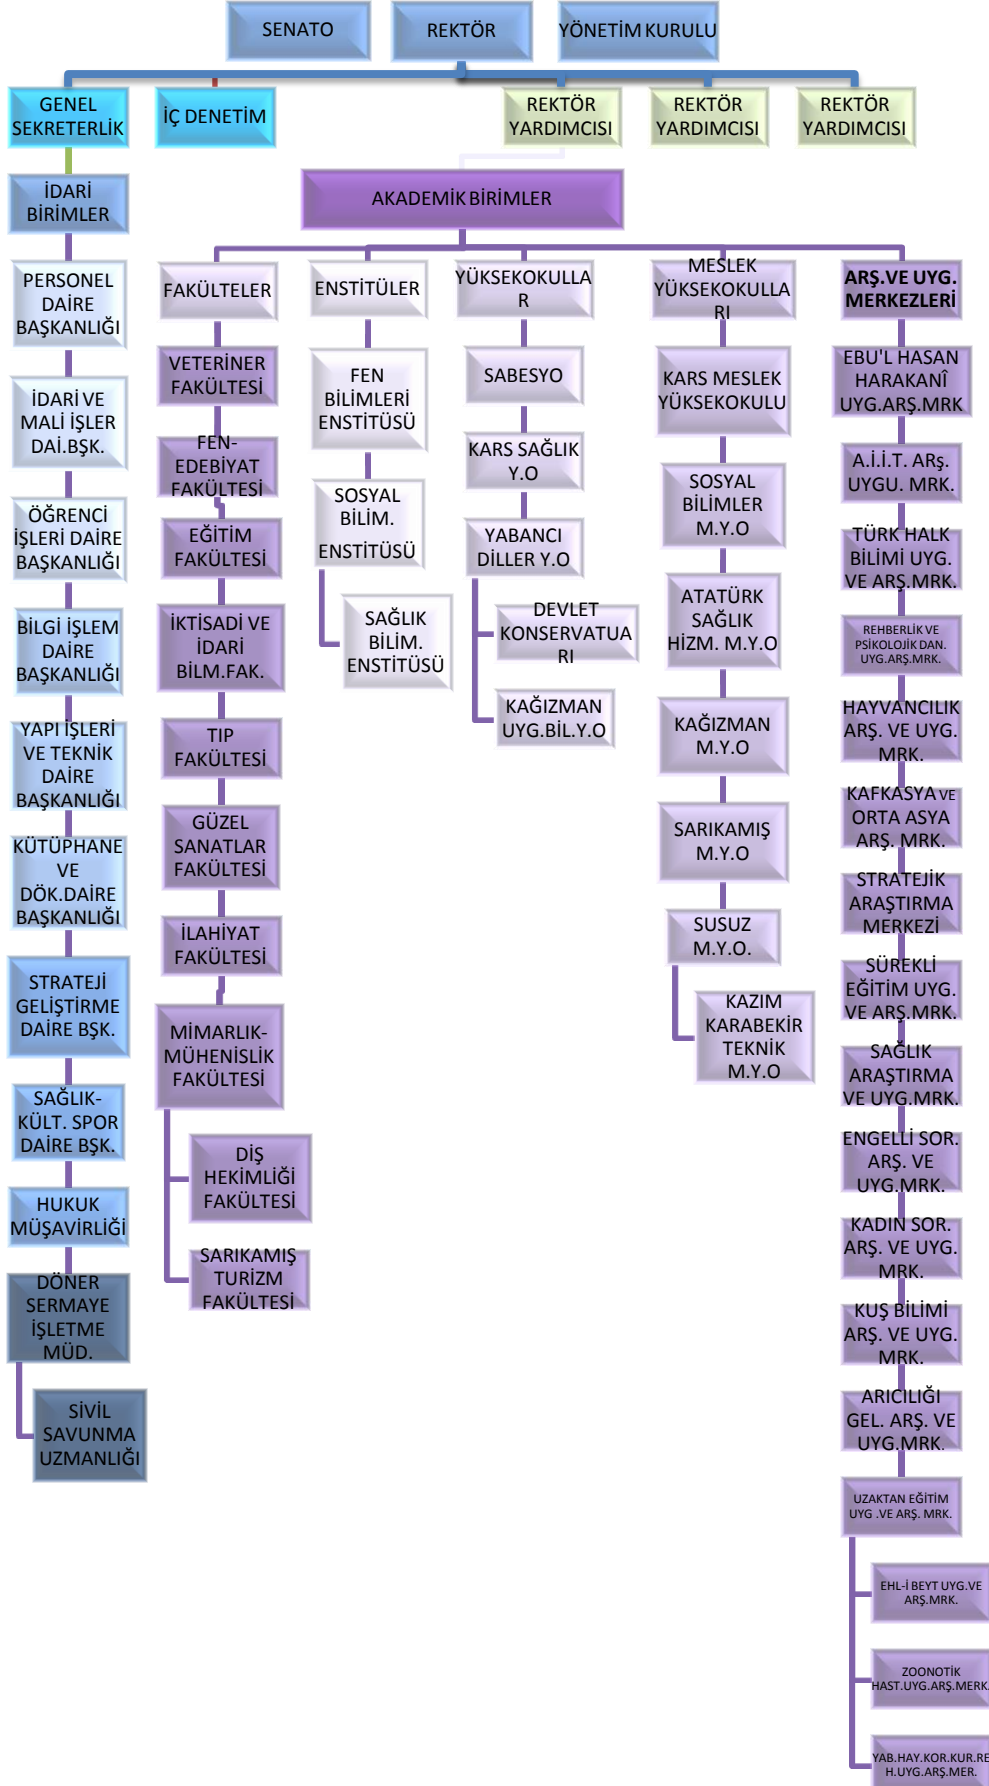 SENATO
REKTÖR
YÖNETİM KURULU
GENEL
SEKRETERLİK
İÇ DENETİM
REKTÖR
YARDIMCISI
REKTÖR
YARDIMCISI
REKTÖR
YARDIMCISI
İDARİ
BİRİMLER
PERSONEL
DAİRE
BAŞKANLIĞI
İDARİ VE
MALİ İŞLER
DAİ.BŞK.
ÖĞRENCİ
İŞLERİ DAİRE
BAŞKANLIĞI
BİLGİ İŞLEM
DAİRE
BAŞKANLIĞI
YAPI İŞLERİ
VE TEKNİK
DAİRE
BAŞKANLIĞI
KÜTÜPHANE
VE
DÖK.DAİRE
BAŞKANLIĞI
STRATEJİ
GELİŞTİRME
DAİRE BŞK.
SAĞLIK-
KÜLT. SPOR
DAİRE BŞK.
HUKUK
MÜŞAVİRLİĞİ
DÖNER
SERMAYE
İŞLETME
MÜD.
SİVİL
SAVUNMA
UZMANLIĞI
AKADEMİK BİRİMLER
FAKÜLTELER
VETERİNER
FAKÜLTESİ
FEN-
EDEBİYAT
FAKÜLTESİ
EĞİTİM
FAKÜLTESİ
İKTİSADİ VE
İDARİ
BİLM.FAK.
TIP
FAKÜLTESİ
GÜZEL
SANATLAR
FAKÜLTESİ
İLAHİYAT
FAKÜLTESİ
MİMARLIK-
MÜHENİSLİK
FAKÜLTESİ
DİŞ
HEKİMLİĞİ
FAKÜLTESİ
SARIKAMIŞ
TURİZM
FAKÜLTESİ
ENSTİTÜLER
FEN
BİLİMLERİ
ENSTİTÜSÜ
SOSYAL
BİLİM.
ENSTİTÜSÜ
SAĞLIK
BİLİM.
ENSTİTÜSÜ
YÜKSEKOKULLA
R
SABESYO
KARS SAĞLIK
Y.O
YABANCI
DİLLER Y.O
DEVLET
KONSERVATUA
RI
KAĞIZMAN
UYG.BİL.Y.O
MESLEK
YÜKSEKOKULLA
RI
KARS MESLEK
YÜKSEKOKULU
SOSYAL
BİLİMLER
M.Y.O
ATATÜRK
SAĞLIK
HİZM. M.Y.O
KAĞIZMAN
M.Y.O
SARIKAMIŞ
M.Y.O
SUSUZ
M.Y.O.
KAZIM
KARABEKİR
TEKNİK
M.Y.O
ARŞ.VE UYG.
MERKEZLERİ
EBU'L HASAN
HARAKANÎ
UYG.ARŞ.MRK
A.İ.İ.T. ARŞ.
UYGU. MRK.
TÜRK HALK
BİLİMİ UYG.
VE ARŞ.MRK.
REHBERLİK VE
PSİKOLOJİK DAN.
UYG.ARŞ.MRK.
HAYVANCILIK
ARŞ. VE UYG.
MRK.
KAFKASYA VE
ORTA ASYA
ARŞ. MRK.
STRATEJİK
ARAŞTIRMA
MERKEZİ
SÜREKLİ
EĞİTİM UYG.
VE ARŞ.MRK.
SAĞLIK
ARAŞTIRMA
VE UYG.MRK.
ENGELLİ SOR.
ARŞ. VE
UYG.MRK.
KADIN SOR.
ARŞ. VE UYG.
MRK.
KUŞ BİLİMİ
ARŞ. VE UYG.
MRK.
ARICILIĞI
GEL. ARŞ. VE
UYG.MRK.
UZAKTAN EĞİTİM
UYG .VE ARŞ. MRK.
EHL-İ BEYT UYG.VE
ARŞ.MRK.
ZOONOTİK
HAST.UYG.ARŞ.MERK.
YAB.HAY.KOR.KUR.RE
H.UYG.ARŞ.MER.